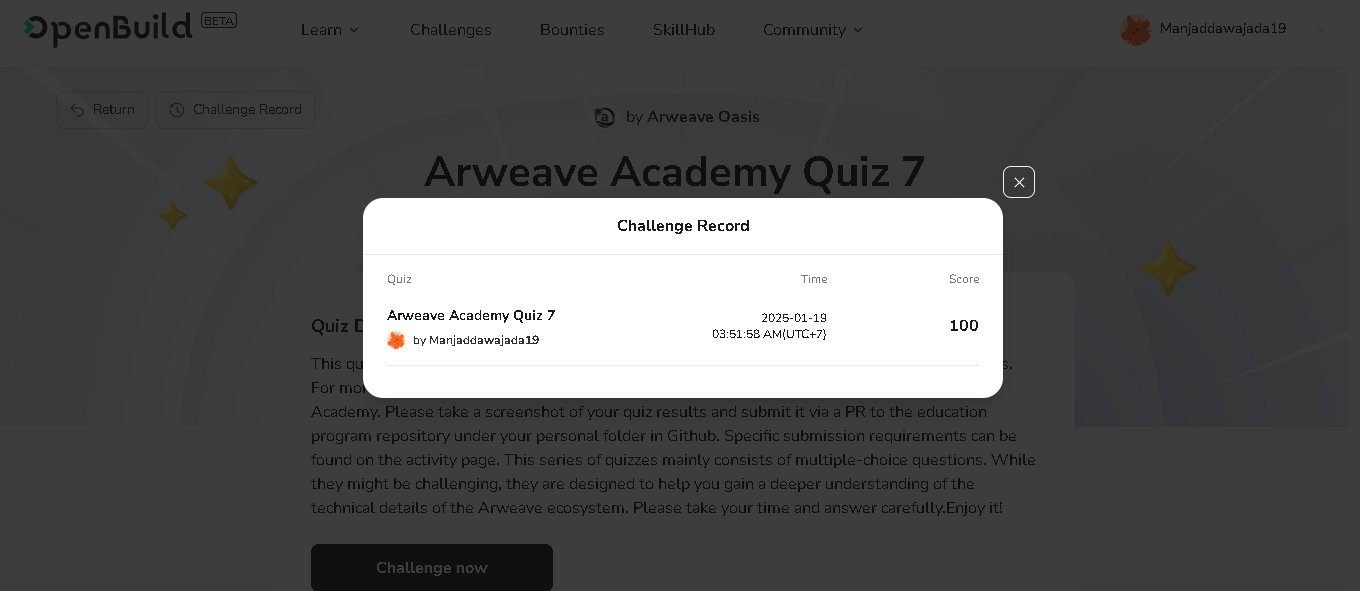 OpenBuild BETA
Learn Challenges Bounties SkillHub Community Manjaddawajada19
Return Challenge Record
by Arweave Oasis
Arweave Academy Quiz 7
Challenge Record
Quiz Time Score
Arweave Academy Quiz 7
by Manjaddawajada19
2025-01-19
03:51:58 AM(UTC+7)
100
Quiz D
This qu s.
For mor
Academy. Please take a screenshot of your quiz results and submit it via a PR to the education
program repository under your personal folder in Github. Specific submission requirements can be
found on the activity page. This series of quizzes mainly consists of multiple-choice questions. While
they might be challenging, they are designed to help you gain a deeper understanding of the
technical details of the Arweave ecosystem. Please take your time and answer carefully.Enjoy it!
Challenge now